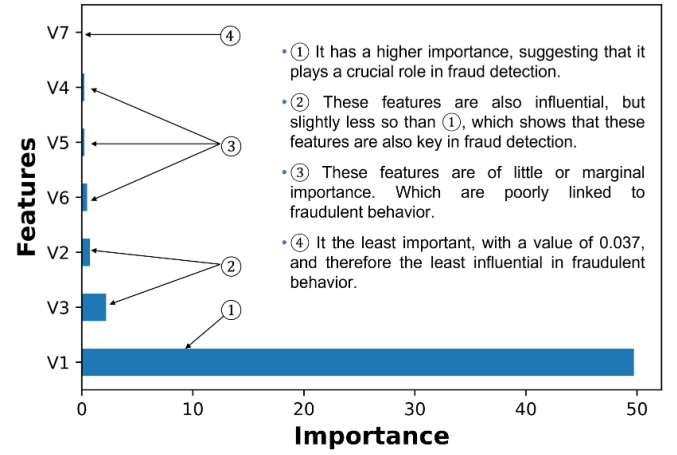 V7
④
• ① It has a higher importance, suggesting that it
plays a crucial role in fraud detection.
V4
• ② These features are also influential, but
slightly less so than ①, which shows that these
features are also key in fraud detection.
V5
③
• ③ These features are of little or marginal
importance. Which are poorly linked to
fraudulent behavior.
V6
• ④ It the least important, with a value of 0.037,
and therefore the least influential in fraudulent
behavior.
V2
②
V3
①
V1
Features
0 10 20 30 40 50
Importance